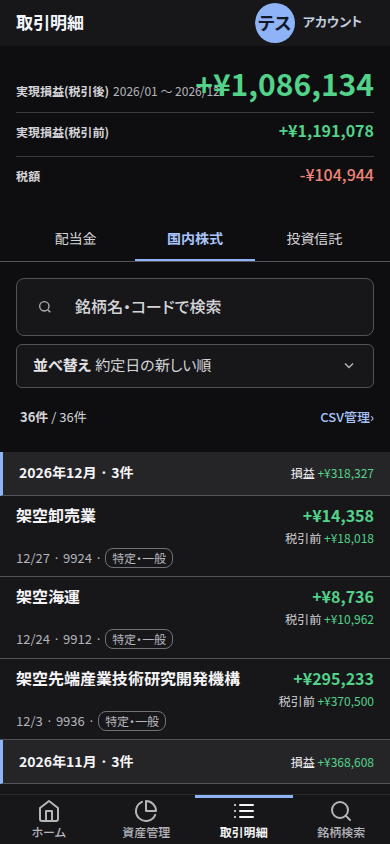 取引明細
テス アカウント
実現損益(税引後) 2026/01 〜 2026/12 +¥1,086,134
実現損益(税引前) +¥1,191,078
税額 -¥104,944
配当金 国内株式 投資信託
銘柄名・コードで検索
並べ替え 約定日の新しい順
36件 / 36件 CSV管理›
2026年12月・3件 損益 +¥318,327
架空卸売業 +¥14,358
税引前 +¥18,018
12/27・9924・特定・一般
架空海運 +¥8,736
税引前 +¥10,962
12/24・9912・特定・一般
架空先端産業技術研究開発機構 +¥295,233
税引前 +¥370,500
12/3・9936・特定・一般
2026年11月・3件 損益 +¥368,608
ホーム 資産管理 取引明細 銘柄検索